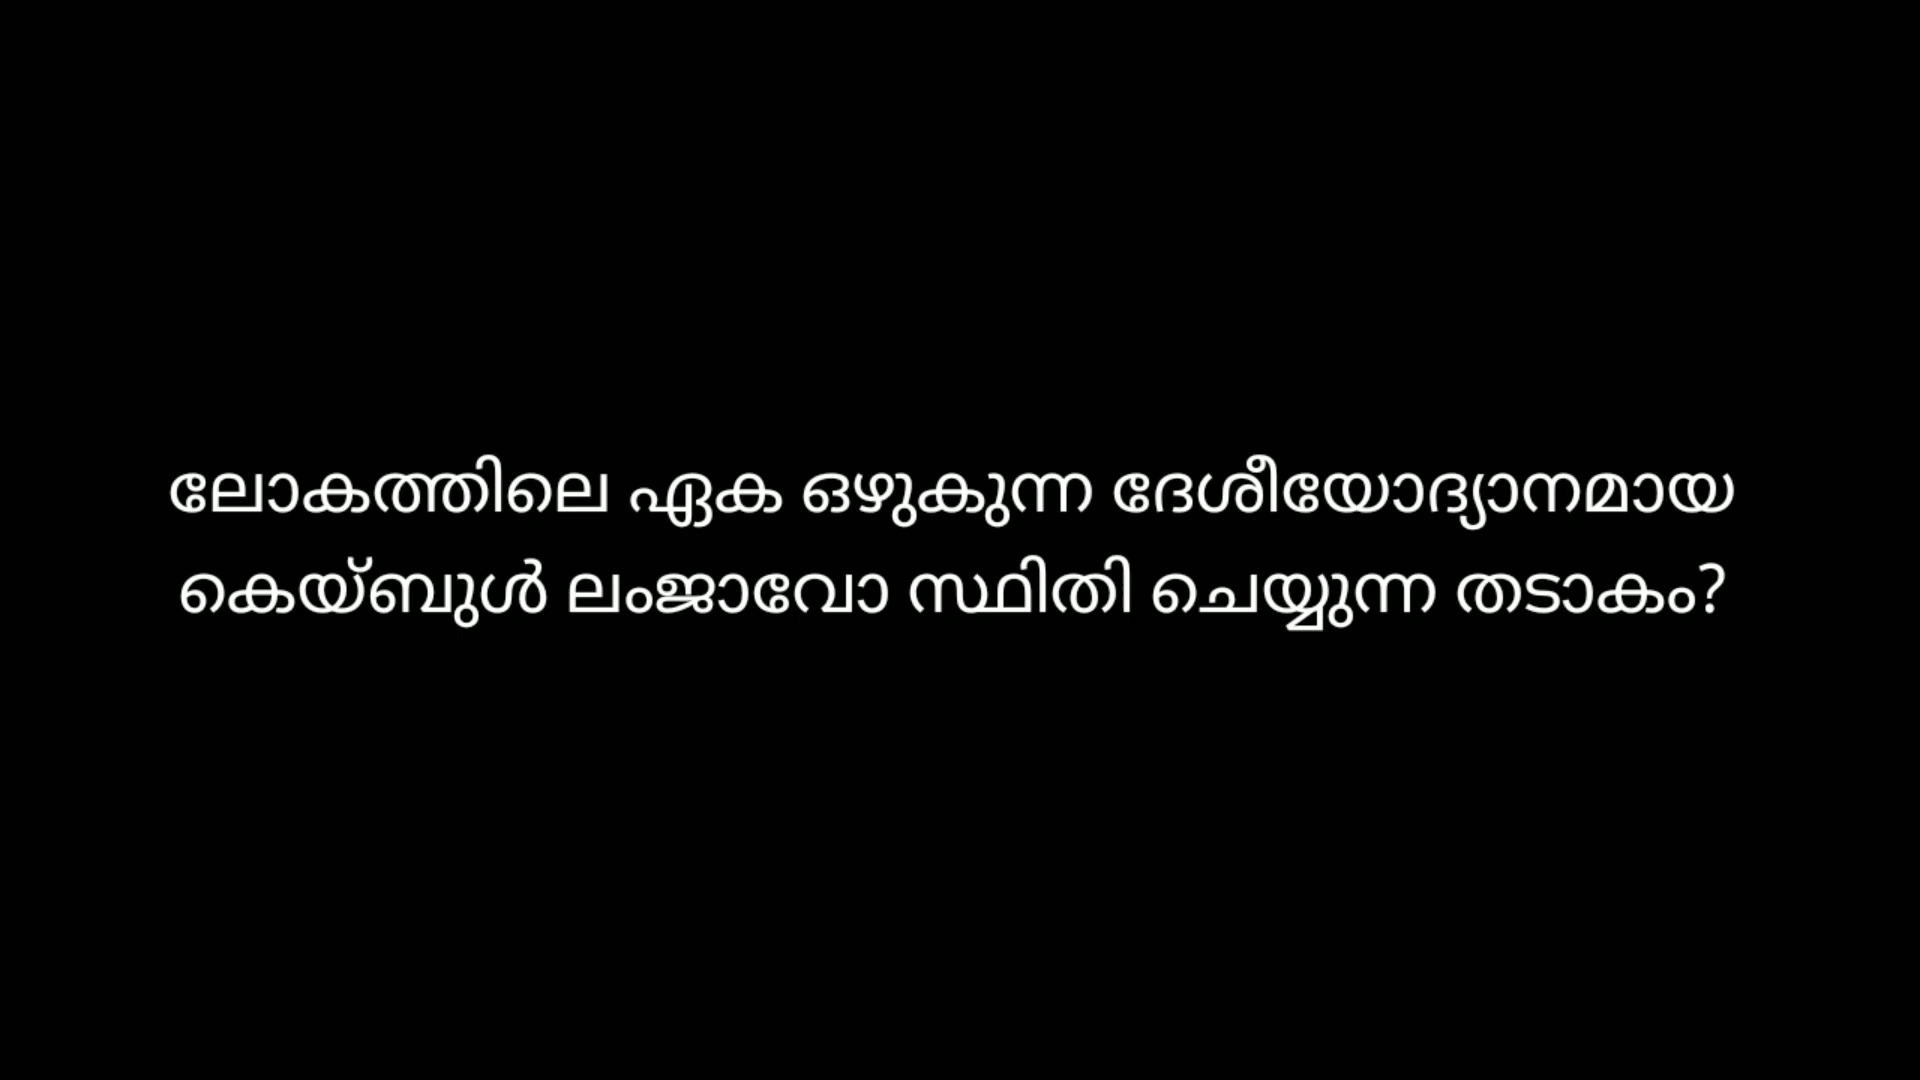 ലോകത്തിലെ ഏക ഒഴുകുന്ന ദേശീയോദ്യാനമായ
കെയ്ബുൾ ലംജാവോ സ്ഥിതി ചെയ്യുന്ന തടാകം?